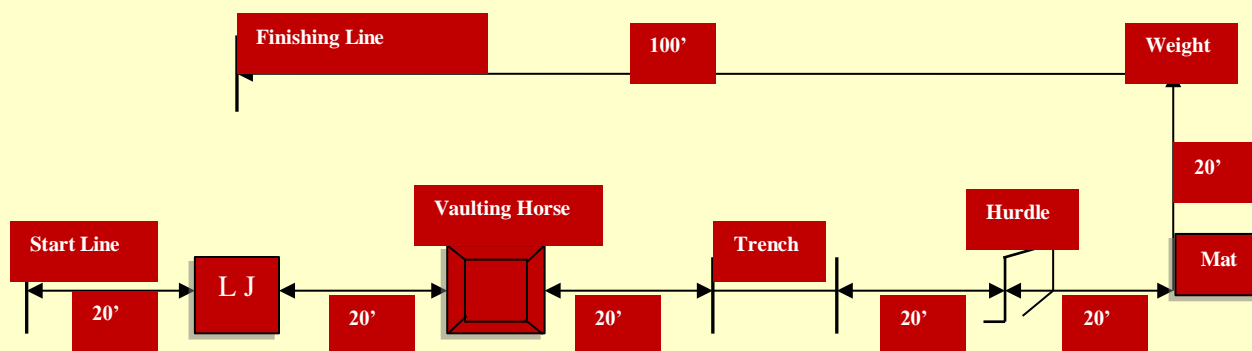 Finishing Line
100’
Weight
20’
Vaulting Horse
Hurdle
Start Line
Trench
Mat
L J
20’
20’
20’
20’
20’